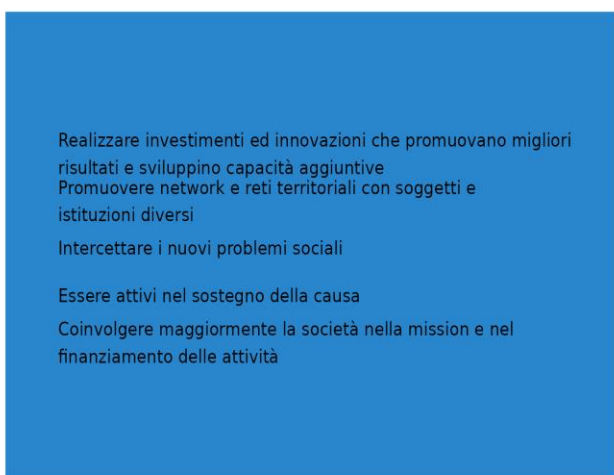 Realizzare investimenti ed innovazioni che promuovano migliori
risultati e sviluppino capacità aggiuntive
Promuovere network e reti territoriali con soggetti e
istituzioni diversi
Intercettare i nuovi problemi sociali
Essere attivi nel sostegno della causa
Coinvolgere maggiormente la società nella mission e nel
finanziamento delle attività